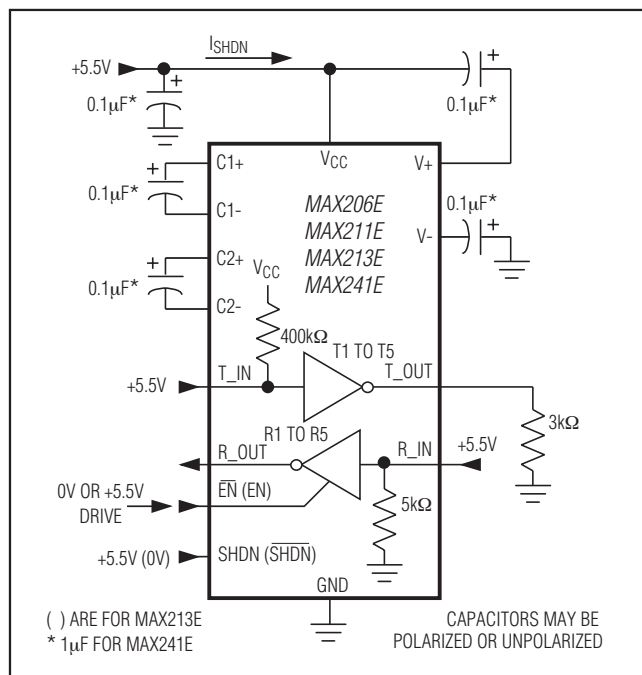 I_SHDN
+5.5V
0.1µF*
0.1µF*
V_CC
V+
C1+
0.1µF*
C1-
MAX206E
MAX211E
MAX213E
MAX241E
0.1µF*
V-
C2+
0.1µF*
C2-
V_CC
400kΩ
T1 TO T5
+5.5V
T_IN
T_OUT
3kΩ
R1 TO R5
R_OUT
R_IN
+5.5V
0V OR +5.5V
DRIVE
E̅N̅ (EN)
5kΩ
+5.5V (0V)
SHDN (S̅H̅D̅N̅)
GND
( ) ARE FOR MAX213E
* 1µF FOR MAX241E
CAPACITORS MAY BE
POLARIZED OR UNPOLARIZED
+
+
+
+
+